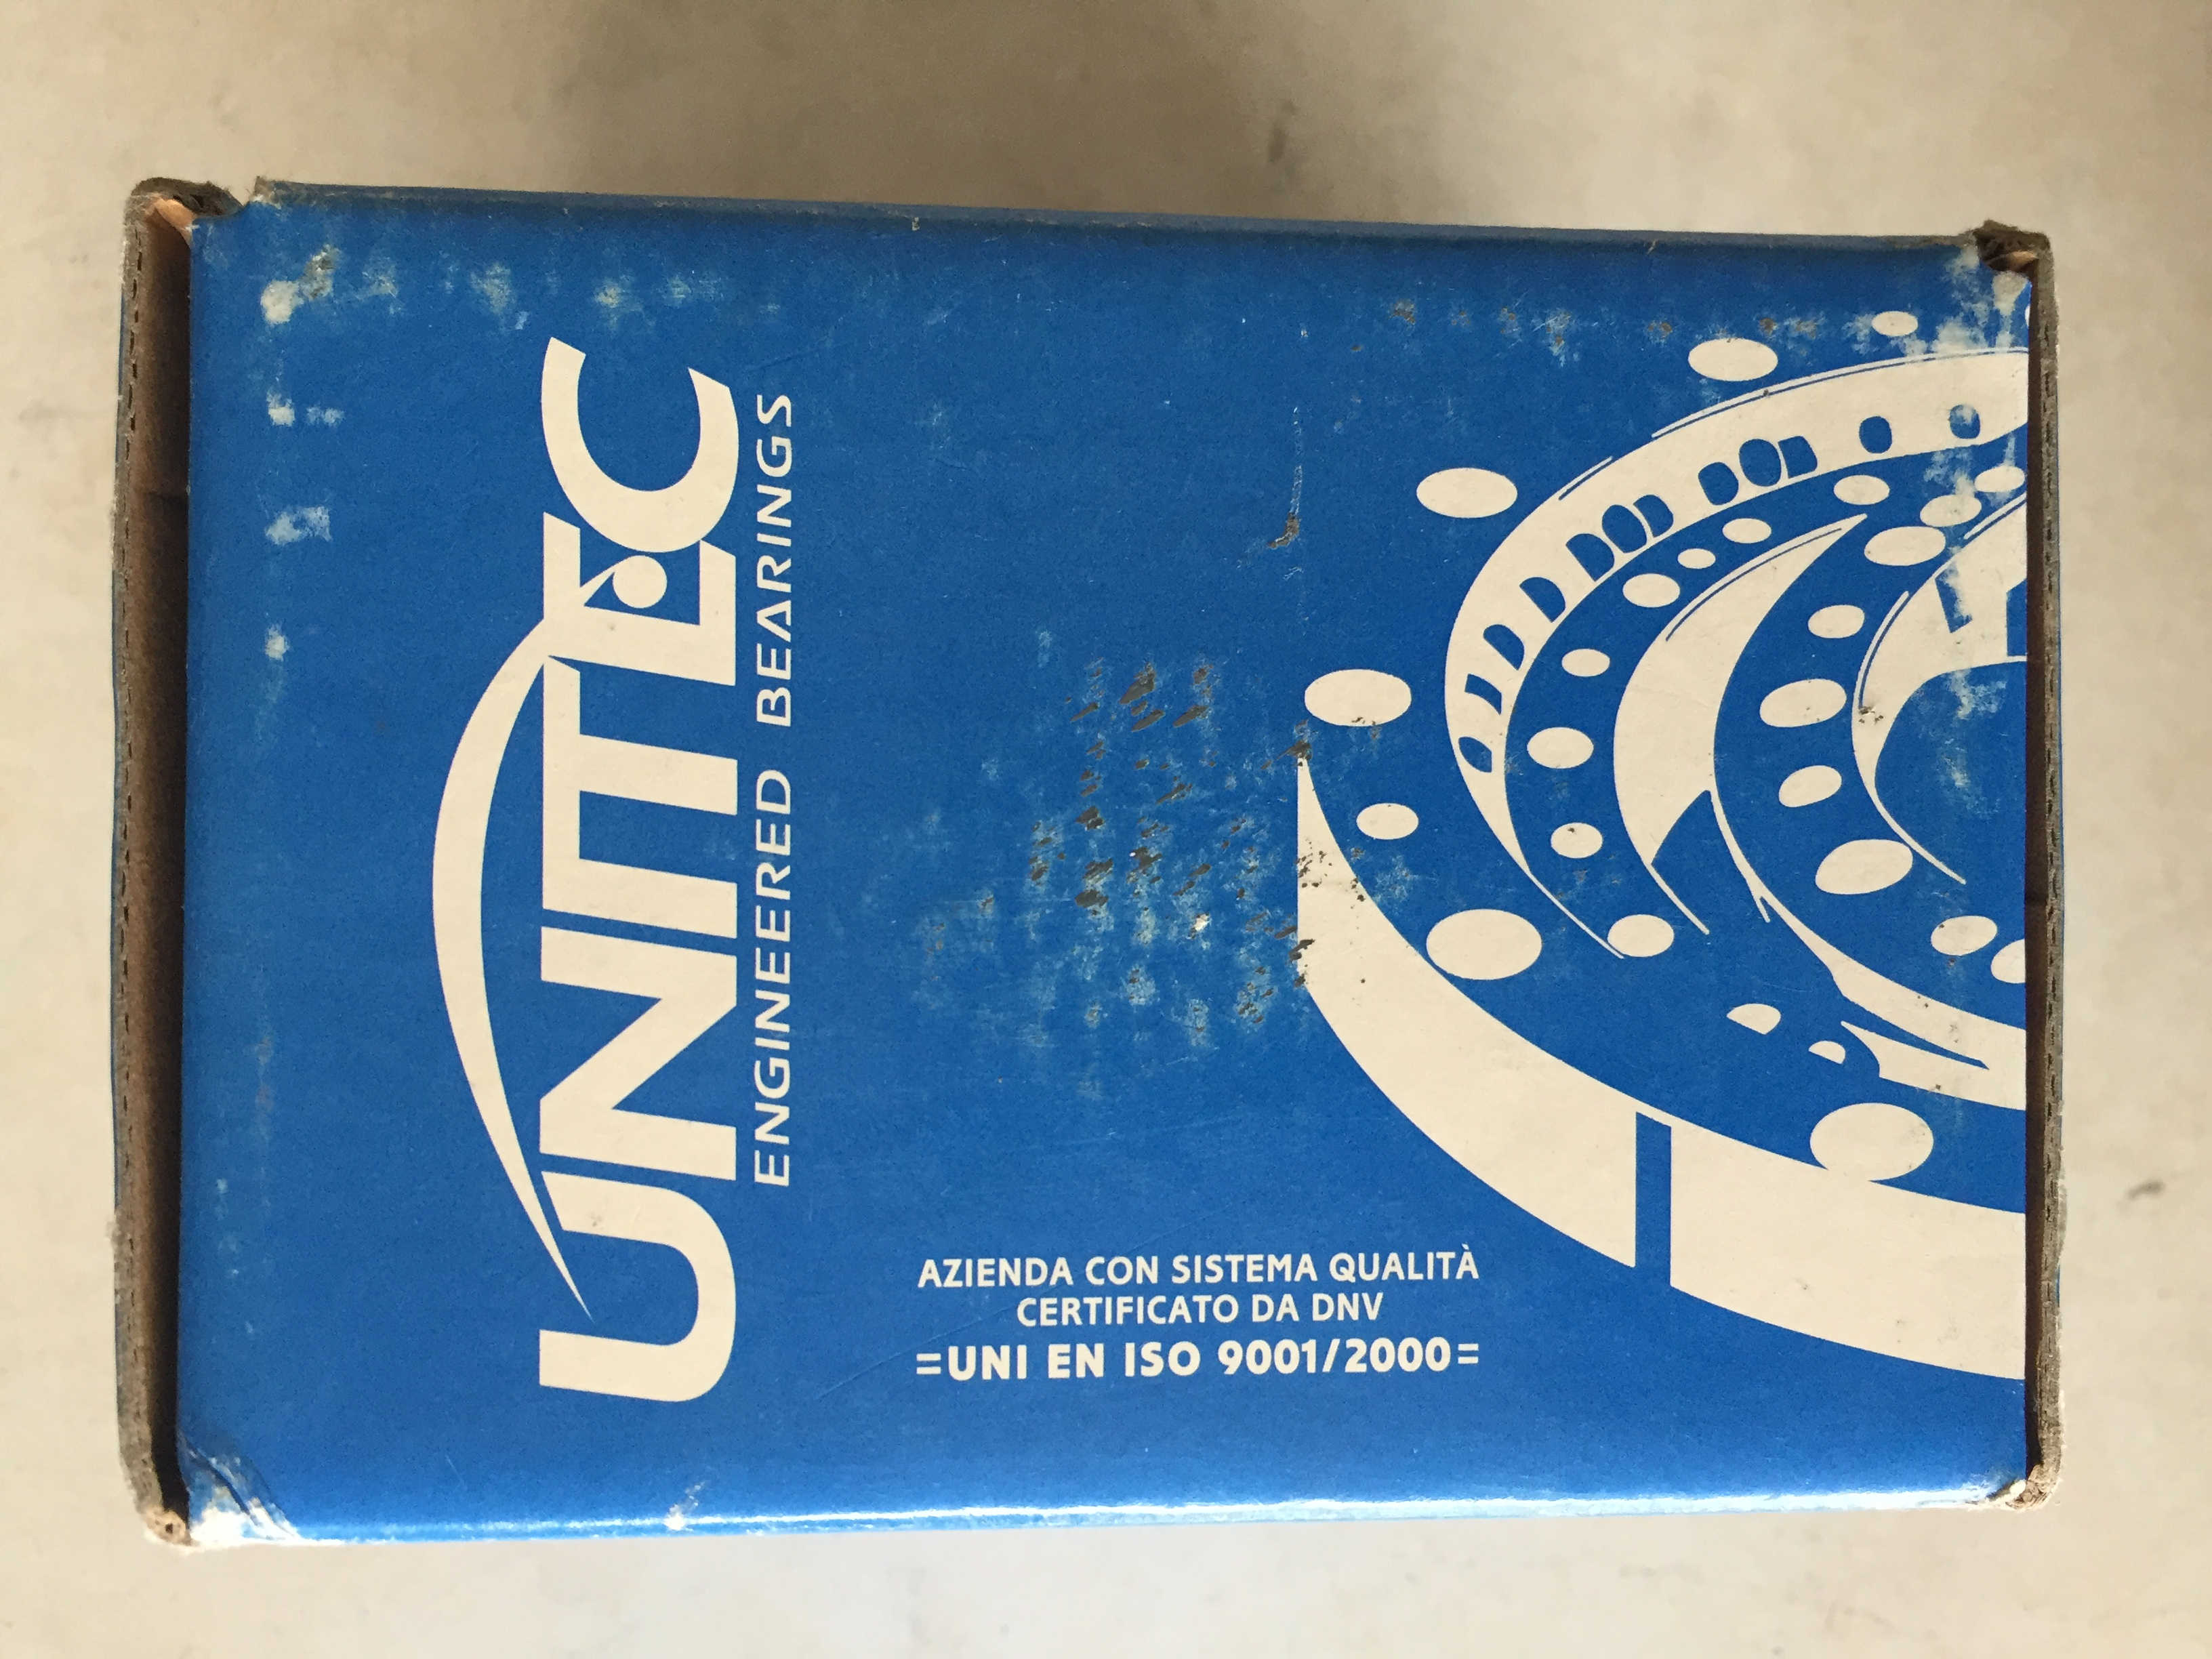 UNITEC
ENGINEERED BEARINGS
AZIENDA CON SISTEMA QUALITÀ
CERTIFICATO DA DNV
=UNI EN ISO 9001/2000=